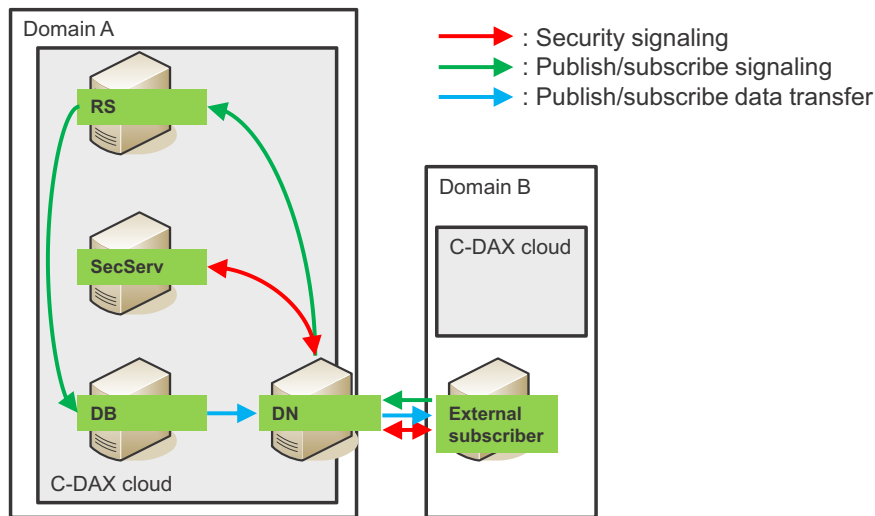 Domain A
RS
SecServ
DB
DN
C-DAX cloud
: Security signaling
: Publish/subscribe signaling
: Publish/subscribe data transfer
Domain B
C-DAX cloud
External
subscriber